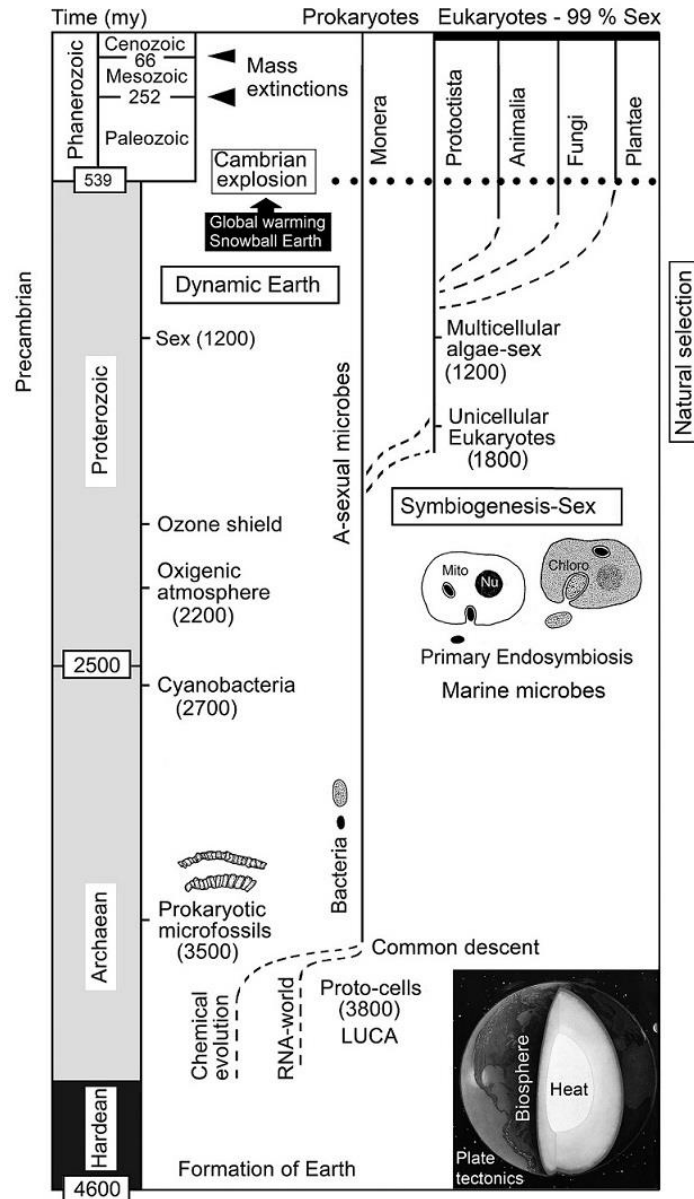 Time (my)
Prokaryotes
Eukaryotes - 99 % Sex
Phanerozoic
Cenozoic
66
Mesozoic
252
Paleozoic
Mass
extinctions
Monera
Protoctista
Animalia
Fungi
Plantae
539
Cambrian
explosion
Global warming
Snowball Earth
Dynamic Earth
Precambrian
Proterozoic
Sex (1200)
Multicellular
algae-sex
(1200)
Natural selection
A-sexual microbes
Unicellular
Eukaryotes
(1800)
Symbiogenesis-Sex
Ozone shield
Mito
Nu
Chloro
Oxigenic
atmosphere
(2200)
Primary Endosymbiosis
Marine microbes
2500
Cyanobacteria
(2700)
Archaean
Bacteria
Prokaryotic
microfossils
(3500)
Common descent
Chemical
evolution
RNA-world
Proto-cells
(3800)
LUCA
Biosphere
Heat
Plate
tectonics
Hardean
Formation of Earth
4600